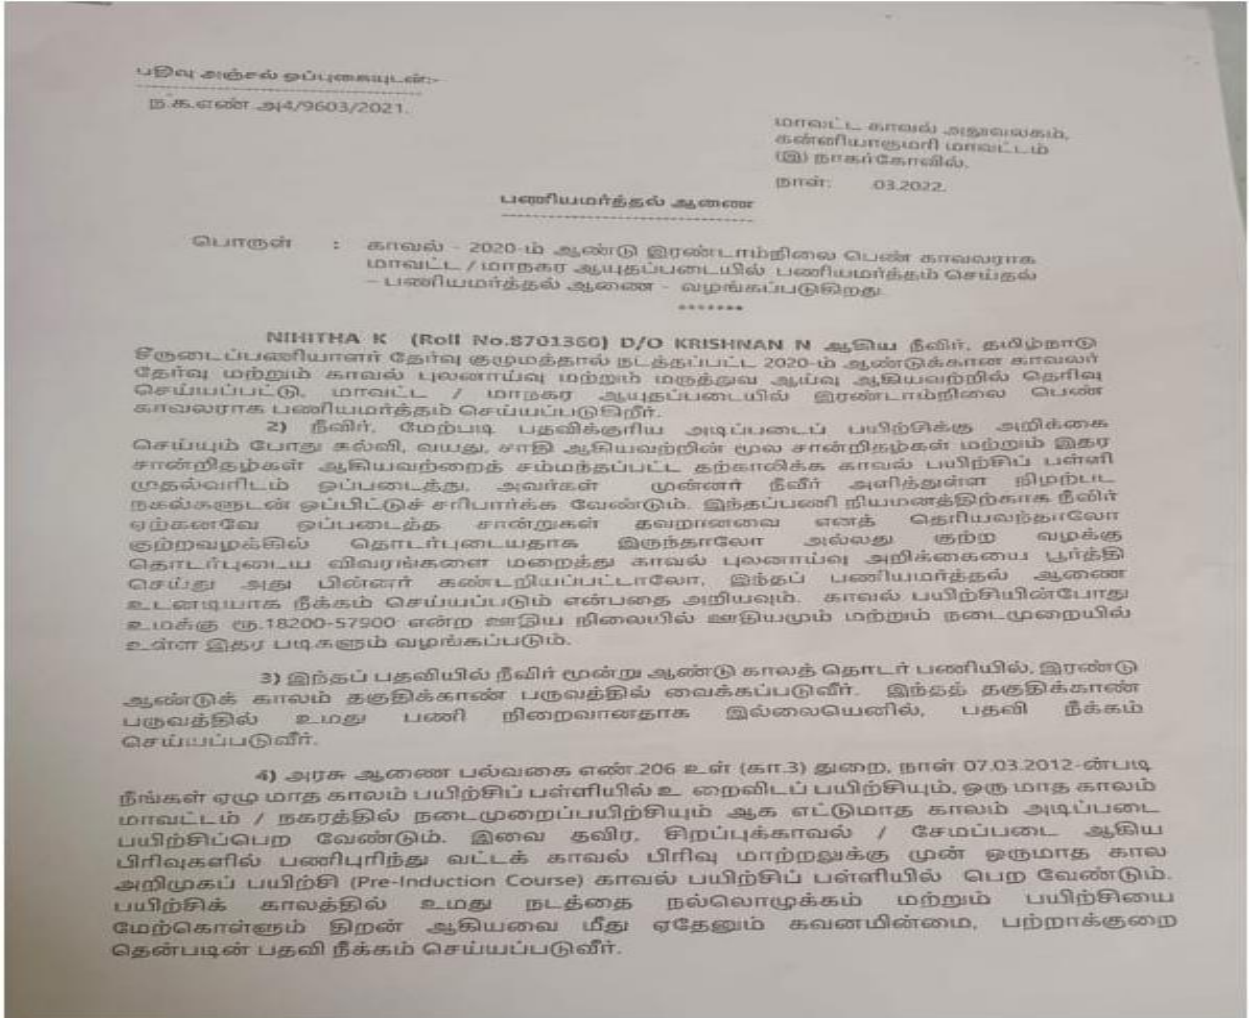 பதிவு அஞ்சல் ஒப்புகையுடன்:-
ந.க.எண் அ4/9603/2021.
மாவட்ட காவல் அலுவலகம்,
கன்னியாகுமரி மாவட்டம்
(இ) நாகர்கோவில்,
நாள்: .03.2022.
பணியமர்த்தல் ஆணை
பொருள் : காவல் - 2020-ம் ஆண்டு இரண்டாம்நிலை பெண் காவலராக
மாவட்ட / மாநகர ஆயுதப்படையில் பணியமர்த்தம் செய்தல்
– பணியமர்த்தல் ஆணை - வழங்கப்படுகிறது.
*******
NIHITHA K (Roll No.8701360) D/O KRISHNAN N ஆகிய நீவிர், தமிழ்நாடு
சீருடைப்பணியாளர் தேர்வு குழுமத்தால் நடத்தப்பட்ட 2020-ம் ஆண்டுக்கான காவலர்
தேர்வு மற்றும் காவல் புலனாய்வு மற்றும் மருத்துவ ஆய்வு ஆகியவற்றில் தெரிவு
செய்யப்பட்டு, மாவட்ட / மாநகர ஆயுதப்படையில் இரண்டாம்நிலை பெண்
காவலராக பணியமர்த்தம் செய்யப்படுகிறீர்.
2) நீவிர், மேற்படி பதவிக்குரிய அடிப்படைப் பயிற்சிக்கு அறிக்கை
செய்யும் போது கல்வி, வயது, சாதி ஆகியவற்றின் மூல சான்றிதழ்கள் மற்றும் இதர
சான்றிதழ்கள் ஆகியவற்றைத் சம்மந்தப்பட்ட தற்காலிக காவல் பயிற்சிப் பள்ளி
முதல்வரிடம் ஒப்படைத்து, அவர்கள் முன்னர் நீவீர் அளித்துள்ள நிழற்பட
நகல்களுடன் ஒப்பிட்டுச் சரிபார்க்க வேண்டும். இந்தப்பணி நியமனத்திற்காக நீவிர்
ஏற்கனவே ஒப்படைத்த சான்றுகள் தவறானவை எனத் தெரியவந்தாலோ
குற்றவழக்கில் தொடர்புடையதாக இருந்தாலோ அல்லது குற்ற வழக்கு
தொடர்புடைய விவரங்களை மறைத்து காவல் புலனாய்வு அறிக்கையை பூர்த்தி
செய்து அது பின்னர் கண்டறியப்பட்டாலோ, இந்தப் பணியமர்த்தல் ஆணை
உடனடியாக நீக்கம் செய்யப்படும் என்பதை அறியவும். காவல் பயிற்சியின்போது
உமக்கு ரூ.18200-57900 என்ற ஊதிய நிலையில் ஊதியமும் மற்றும் நடைமுறையில்
உள்ள இதர படிகளும் வழங்கப்படும்.
3) இந்தப் பதவியில் நீவிர் மூன்று ஆண்டு காலத் தொடர் பணியில், இரண்டு
ஆண்டுக் காலம் தகுதிக்காண் பருவத்தில் வைக்கப்படுவீர். இந்தத் தகுதிக்காண்
பருவத்தில் உமது பணி நிறைவானதாக இல்லையெனில், பதவி நீக்கம்
செய்யப்படுவீர்.
4) அரசு ஆணை பல்வகை எண்.206 உள் (கா.3) துறை, நாள் 07.03.2012-ன்படி
நீங்கள் ஏழு மாத காலம் பயிற்சிப் பள்ளியில் உ றைவிடப் பயிற்சியும், ஒரு மாத காலம்
மாவட்டம் / நகரத்தில் நடைமுறைப்பயிற்சியும் ஆக எட்டுமாத காலம் அடிப்படை
பயிற்சிப்பெற வேண்டும். இவை தவிர, சிறப்புக்காவல் / சேமப்படை ஆகிய
பிரிவுகளில் பணிபுரிந்து வட்டக் காவல் பிரிவு மாற்றலுக்கு முன் ஒருமாத கால
அறிமுகப் பயிற்சி (Pre-Induction Course) காவல் பயிற்சிப் பள்ளியில் பெற வேண்டும்.
பயிற்சிக் காலத்தில் உமது நடத்தை நல்லொழுக்கம் மற்றும் பயிற்சியை
மேற்கொள்ளும் திறன் ஆகியவை மீது ஏதேனும் கவனமின்மை, பற்றாக்குறை
தென்படின் பதவி நீக்கம் செய்யப்படுவீர்.